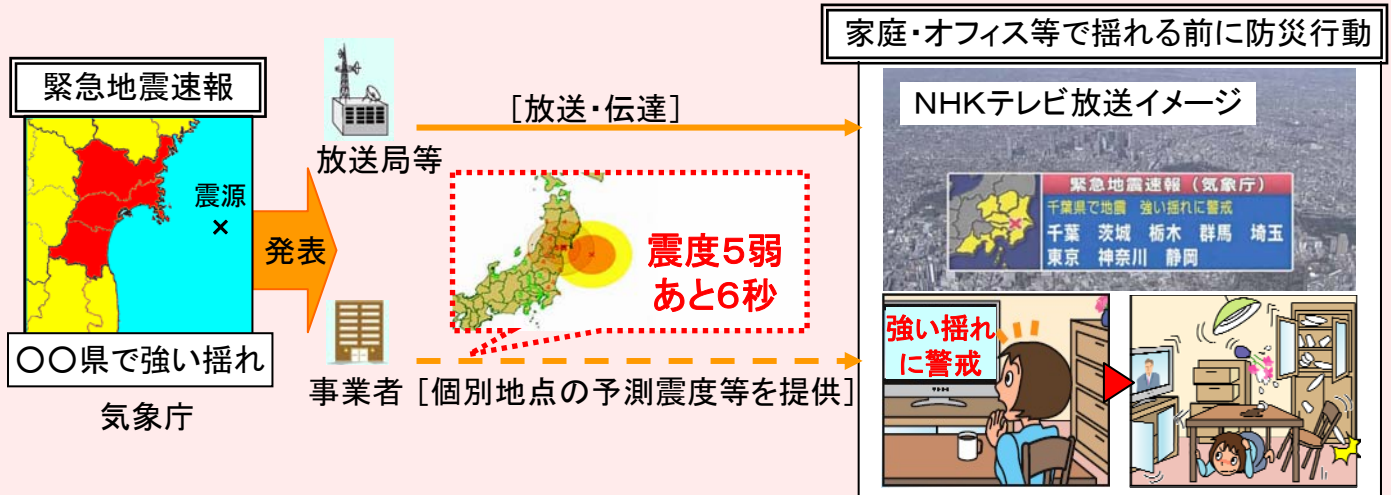 緊急地震速報
震源
×
〇〇県で強い揺れ
気象庁
発表
放送局等
[放送・伝達]
震度5弱
あと6秒
事業者 [個別地点の予測震度等を提供]
家庭・オフィス等で揺れる前に防災行動
NHKテレビ放送イメージ
緊急地震速報(気象庁)
千葉県で地震 強い揺れに警戒
千葉 茨城 栃木 群馬 埼玉
東京 神奈川 静岡
強い揺れ
に警戒